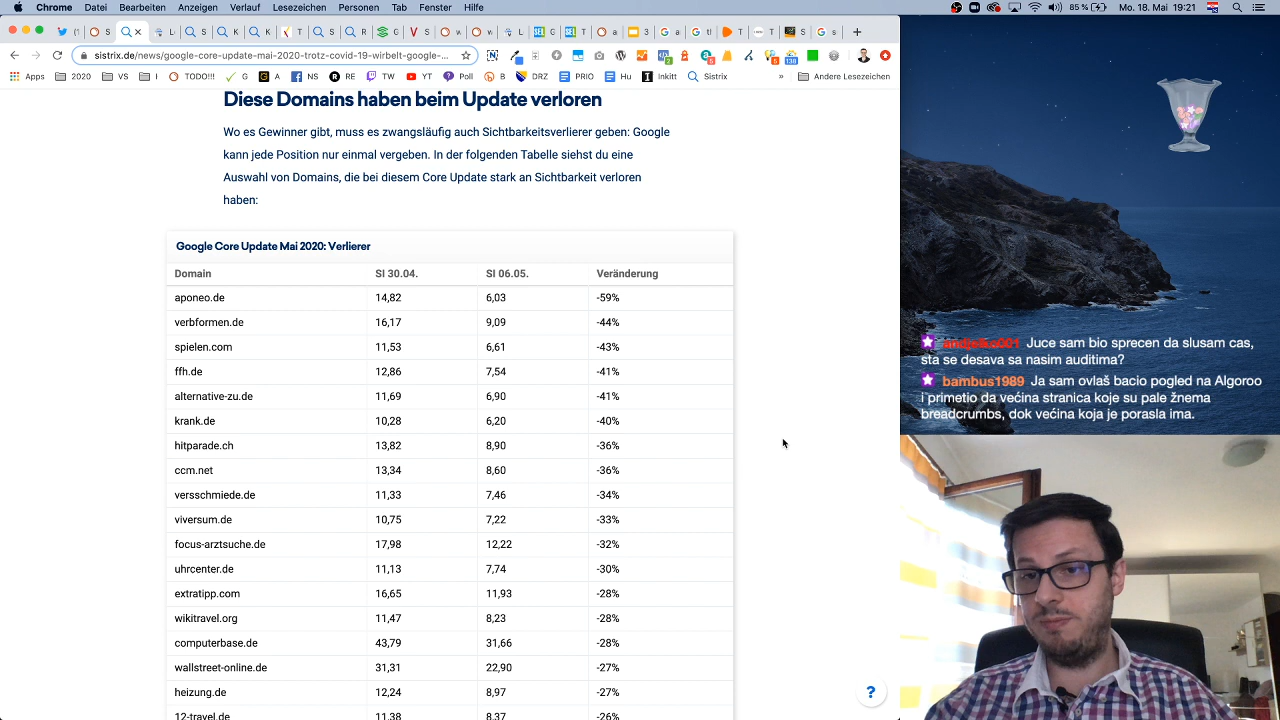 Chrome Datei Bearbeiten Anzeigen Verlauf Lesezeichen Personen Tab Fenster Hilfe
85 % Mo. 18. Mai 19:21
sistrix.de/news/google-core-update-mai-2020-trotz-covid-19-wirbelt-google-...
Apps 2020 VS I TODO!!! G A NS RE TW YT Poll B DRZ PRIO Hu Inkitt Sistrix » Andere Lesezeichen
Diese Domains haben beim Update verloren
Wo es Gewinner gibt, muss es zwangsläufig auch Sichtbarkeitsverlierer geben: Google
kann jede Position nur einmal vergeben. In der folgenden Tabelle siehst du eine
Auswahl von Domains, die bei diesem Core Update stark an Sichtbarkeit verloren
haben:
Google Core Update Mai 2020: Verlierer
Domain SI 30.04. SI 06.05. Veränderung
aponeo.de 14,82 6,03 -59%
verbformen.de 16,17 9,09 -44%
spielen.com 11,53 6,61 -43%
ffh.de 12,86 7,54 -41%
alternative-zu.de 11,69 6,90 -41%
krank.de 10,28 6,20 -40%
hitparade.ch 13,82 8,90 -36%
ccm.net 13,34 8,60 -36%
versschmiede.de 11,33 7,46 -34%
viversum.de 10,75 7,22 -33%
focus-arztsuche.de 17,98 12,22 -32%
uhrcenter.de 11,13 7,74 -30%
extratipp.com 16,65 11,93 -28%
wikitravel.org 11,47 8,23 -28%
computerbase.de 43,79 31,66 -28%
wallstreet-online.de 31,31 22,90 -27%
heizung.de 12,24 8,97 -27%
12-travel.de 11,38 8,37 -26%
?
Juce sam bio sprecen da slusam cas,
sta se desava sa nasim auditima?
bambus1989 Ja sam ovlaš bacio pogled na Algoroo
i primetio da većina stranica koje su pale žnema
breadcrumbs, dok većina koja je porasla ima.